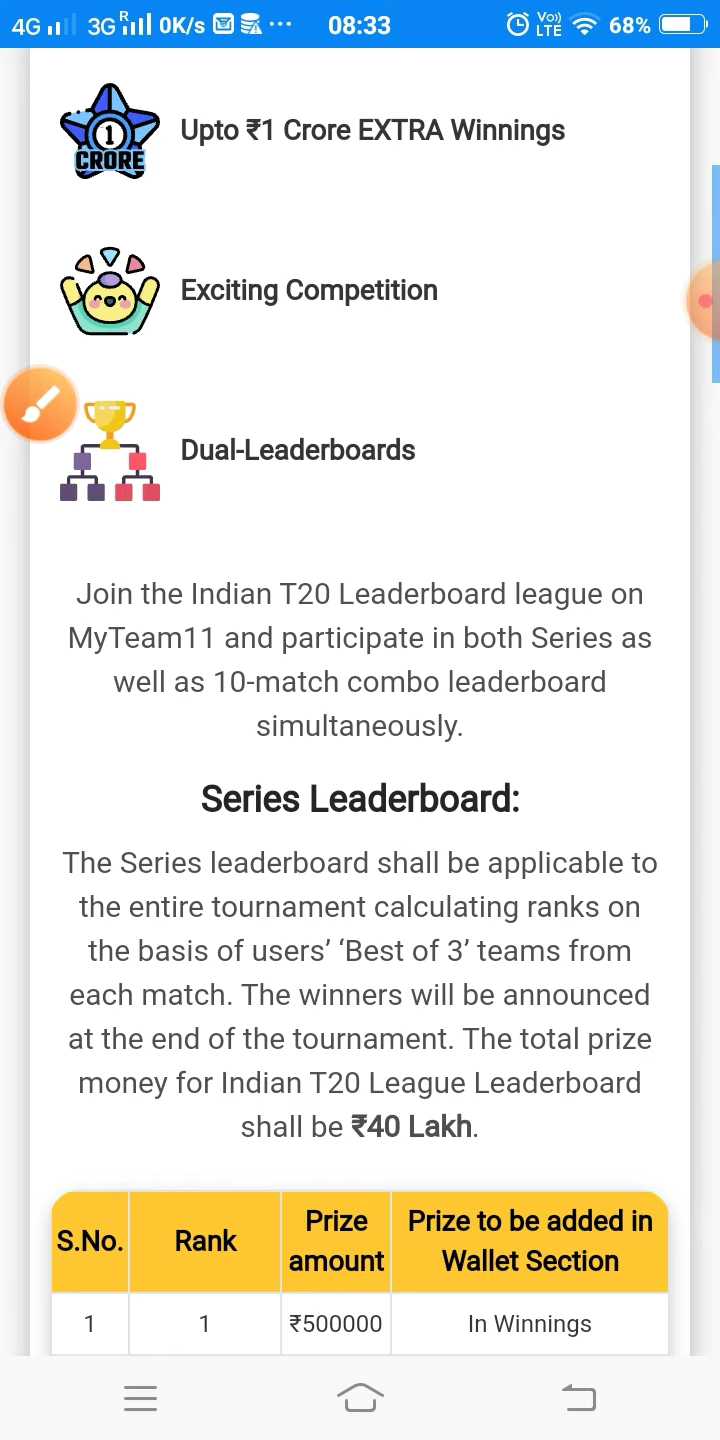 4G 3G R 0K/s ... 08:33 Vo) LTE 68%
1
CRORE
Upto ₹1 Crore EXTRA Winnings
Exciting Competition
Dual-Leaderboards
Join the Indian T20 Leaderboard league on
MyTeam11 and participate in both Series as
well as 10-match combo leaderboard
simultaneously.
Series Leaderboard:
The Series leaderboard shall be applicable to
the entire tournament calculating ranks on
the basis of users’ ‘Best of 3’ teams from
each match. The winners will be announced
at the end of the tournament. The total prize
money for Indian T20 League Leaderboard
shall be ₹40 Lakh.
S.No. Rank Prize amount Prize to be added in Wallet Section
1 1 ₹500000 In Winnings